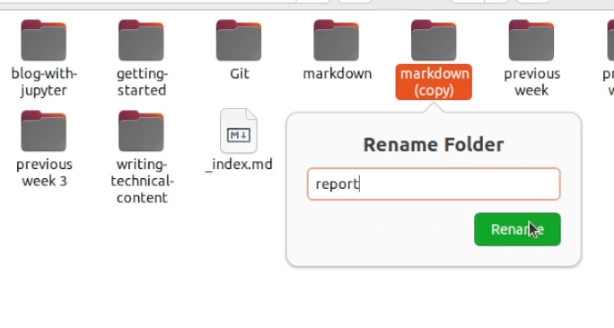 blog-with-
jupyter
getting-
started
Git
markdown
markdown
(copy)
previous
week
previous
week 3
writing-
technical-
content
M
_index.md
Rename Folder
report
Rename